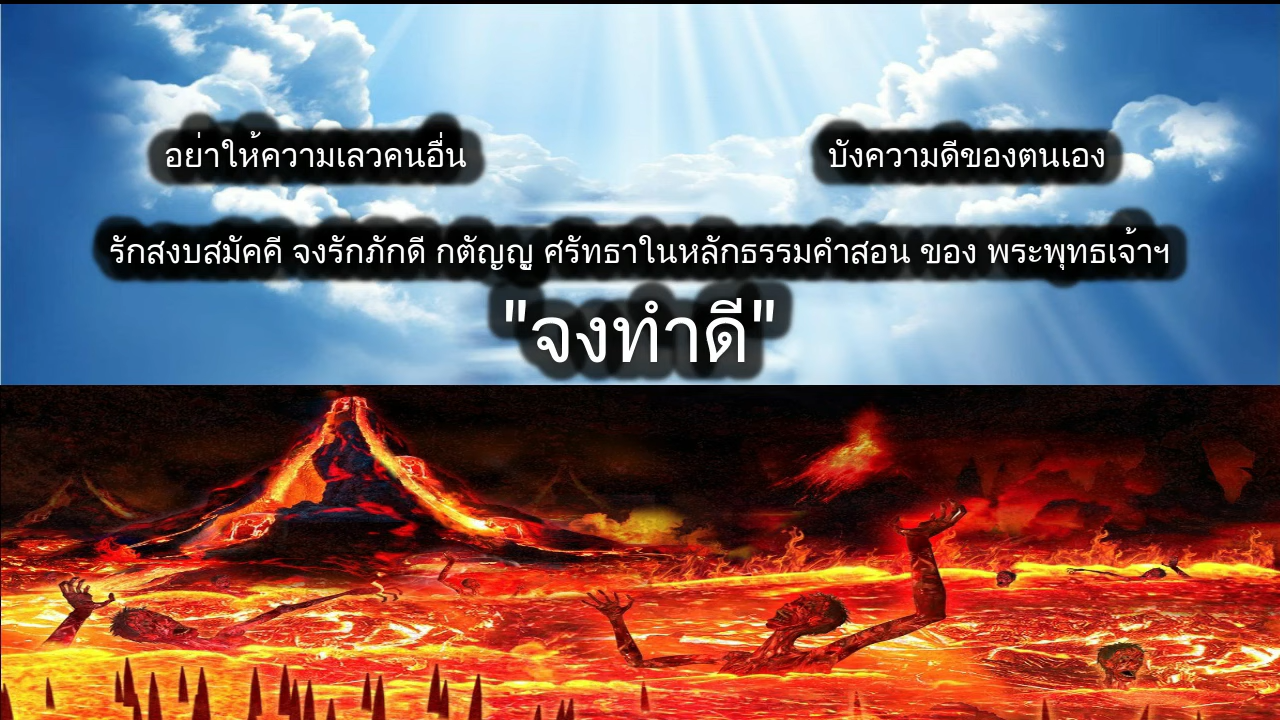 อย่าให้ความเลวคนอื่น บังความดีของตนเอง
รักสงบสมัคคี จงรักภักดี กตัญญู ศรัทธาในหลักธรรมคำสอน ของ พระพุทธเจ้าฯ
"จงทำดี"